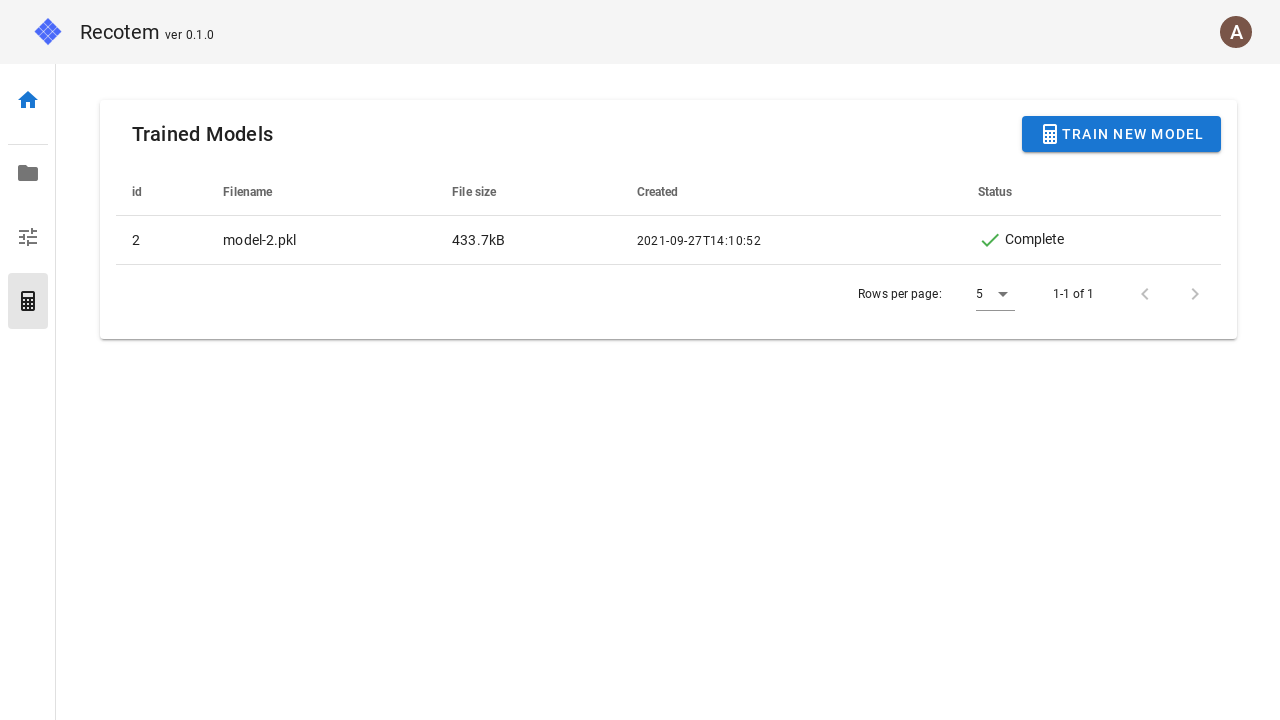 Recotem ver 0.1.0
A
Trained Models
TRAIN NEW MODEL
id Filename File size Created Status
2 model-2.pkl 433.7kB 2021-09-27T14:10:52 Complete
Rows per page: 5 1-1 of 1